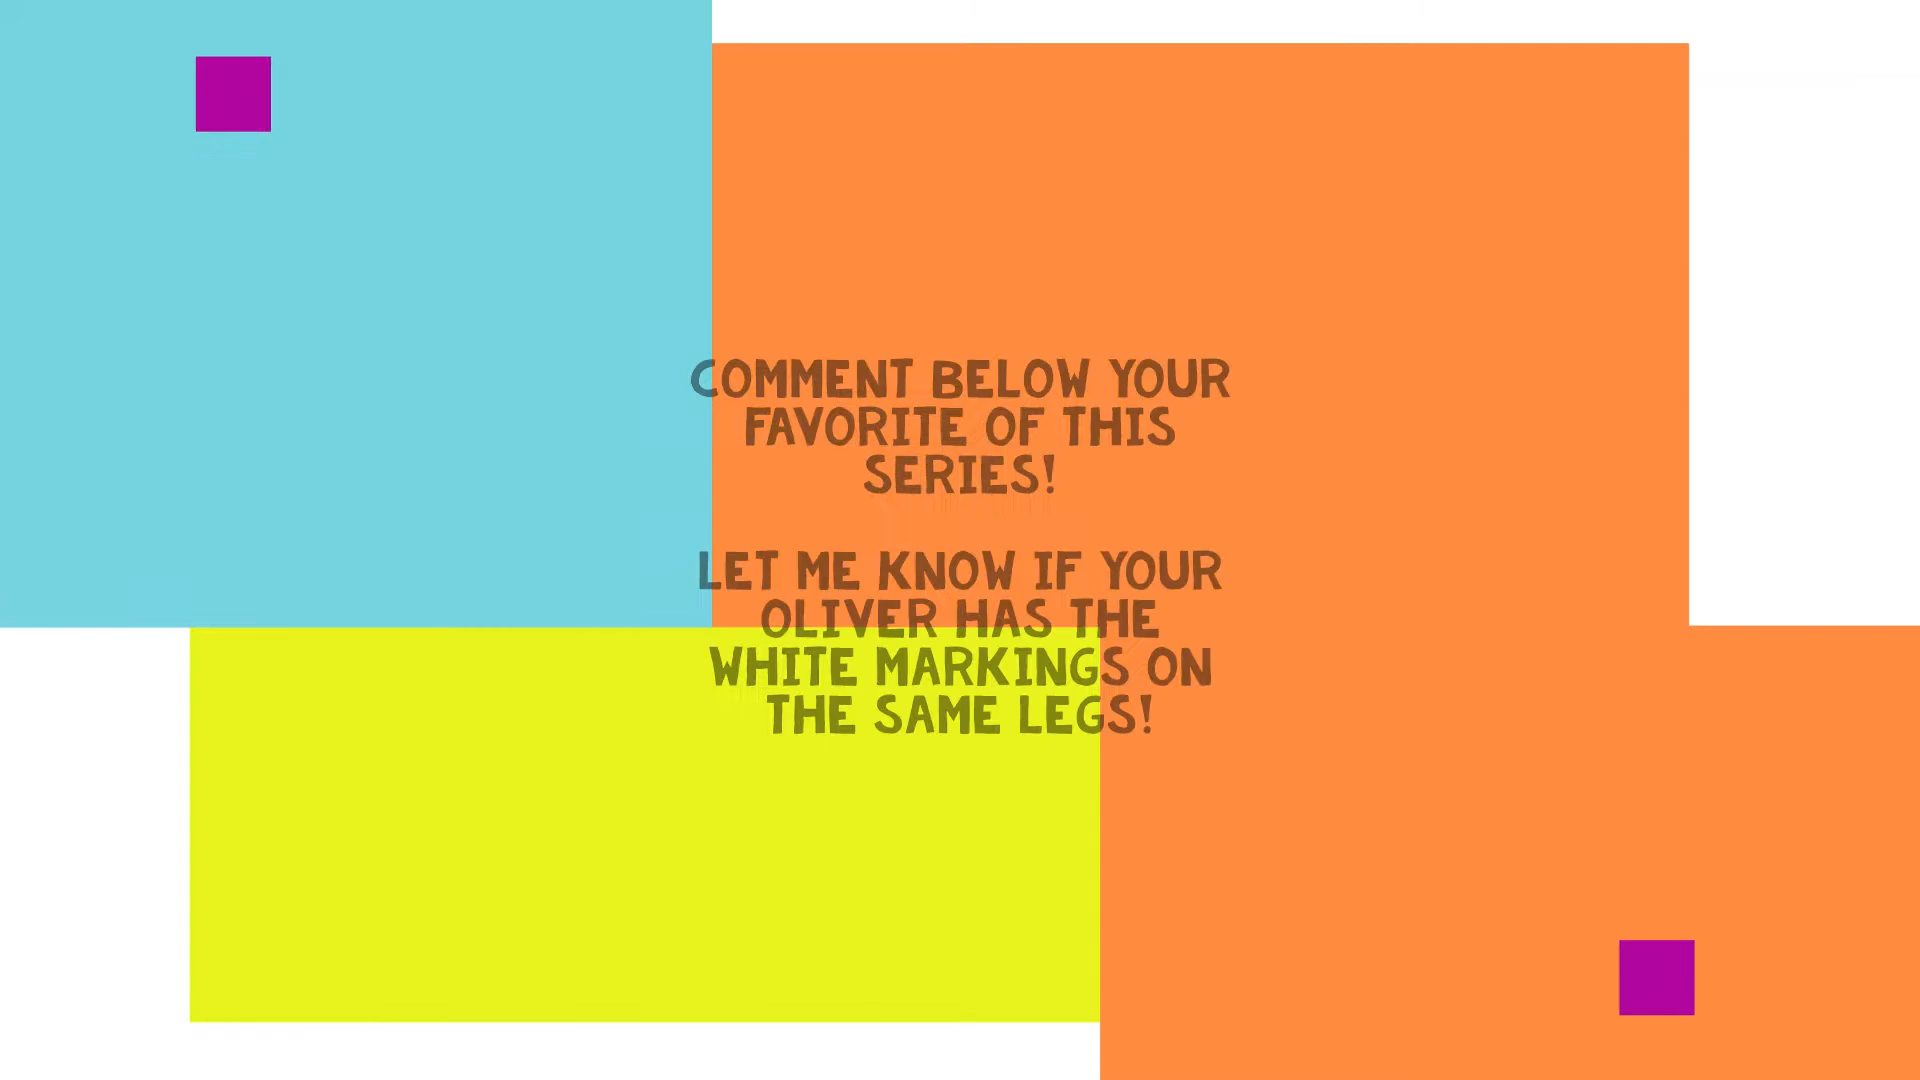 COMMENT BELOW YOUR
FAVORITE OF THIS
SERIES!
LET ME KNOW IF YOUR
OLIVER HAS THE
WHITE MARKINGS ON
THE SAME LEGS!